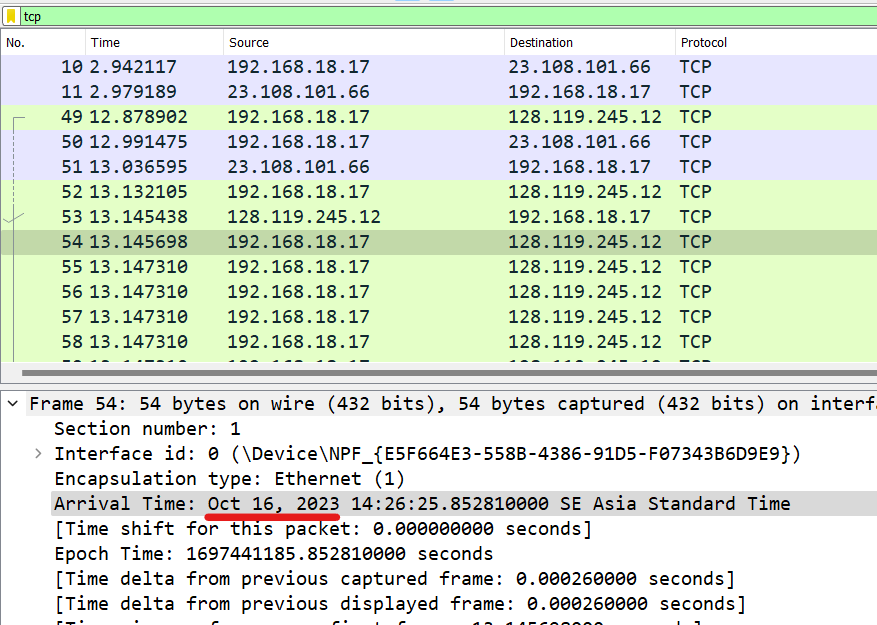 tcp
No. Time Source Destination Protocol
10 2.942117 192.168.18.17 23.108.101.66 TCP
11 2.979189 23.108.101.66 192.168.18.17 TCP
49 12.878902 192.168.18.17 128.119.245.12 TCP
50 12.991475 192.168.18.17 23.108.101.66 TCP
51 13.036595 23.108.101.66 192.168.18.17 TCP
52 13.132105 192.168.18.17 128.119.245.12 TCP
53 13.145438 128.119.245.12 192.168.18.17 TCP
54 13.145698 192.168.18.17 128.119.245.12 TCP
55 13.147310 192.168.18.17 128.119.245.12 TCP
56 13.147310 192.168.18.17 128.119.245.12 TCP
57 13.147310 192.168.18.17 128.119.245.12 TCP
58 13.147310 192.168.18.17 128.119.245.12 TCP
Frame 54: 54 bytes on wire (432 bits), 54 bytes captured (432 bits) on interfa
Section number: 1
Interface id: 0 (\Device\NPF_{E5F664E3-558B-4386-91D5-F07343B6D9E9})
Encapsulation type: Ethernet (1)
Arrival Time: Oct 16, 2023 14:26:25.852810000 SE Asia Standard Time
[Time shift for this packet: 0.000000000 seconds]
Epoch Time: 1697441185.852810000 seconds
[Time delta from previous captured frame: 0.000260000 seconds]
[Time delta from previous displayed frame: 0.000260000 seconds]